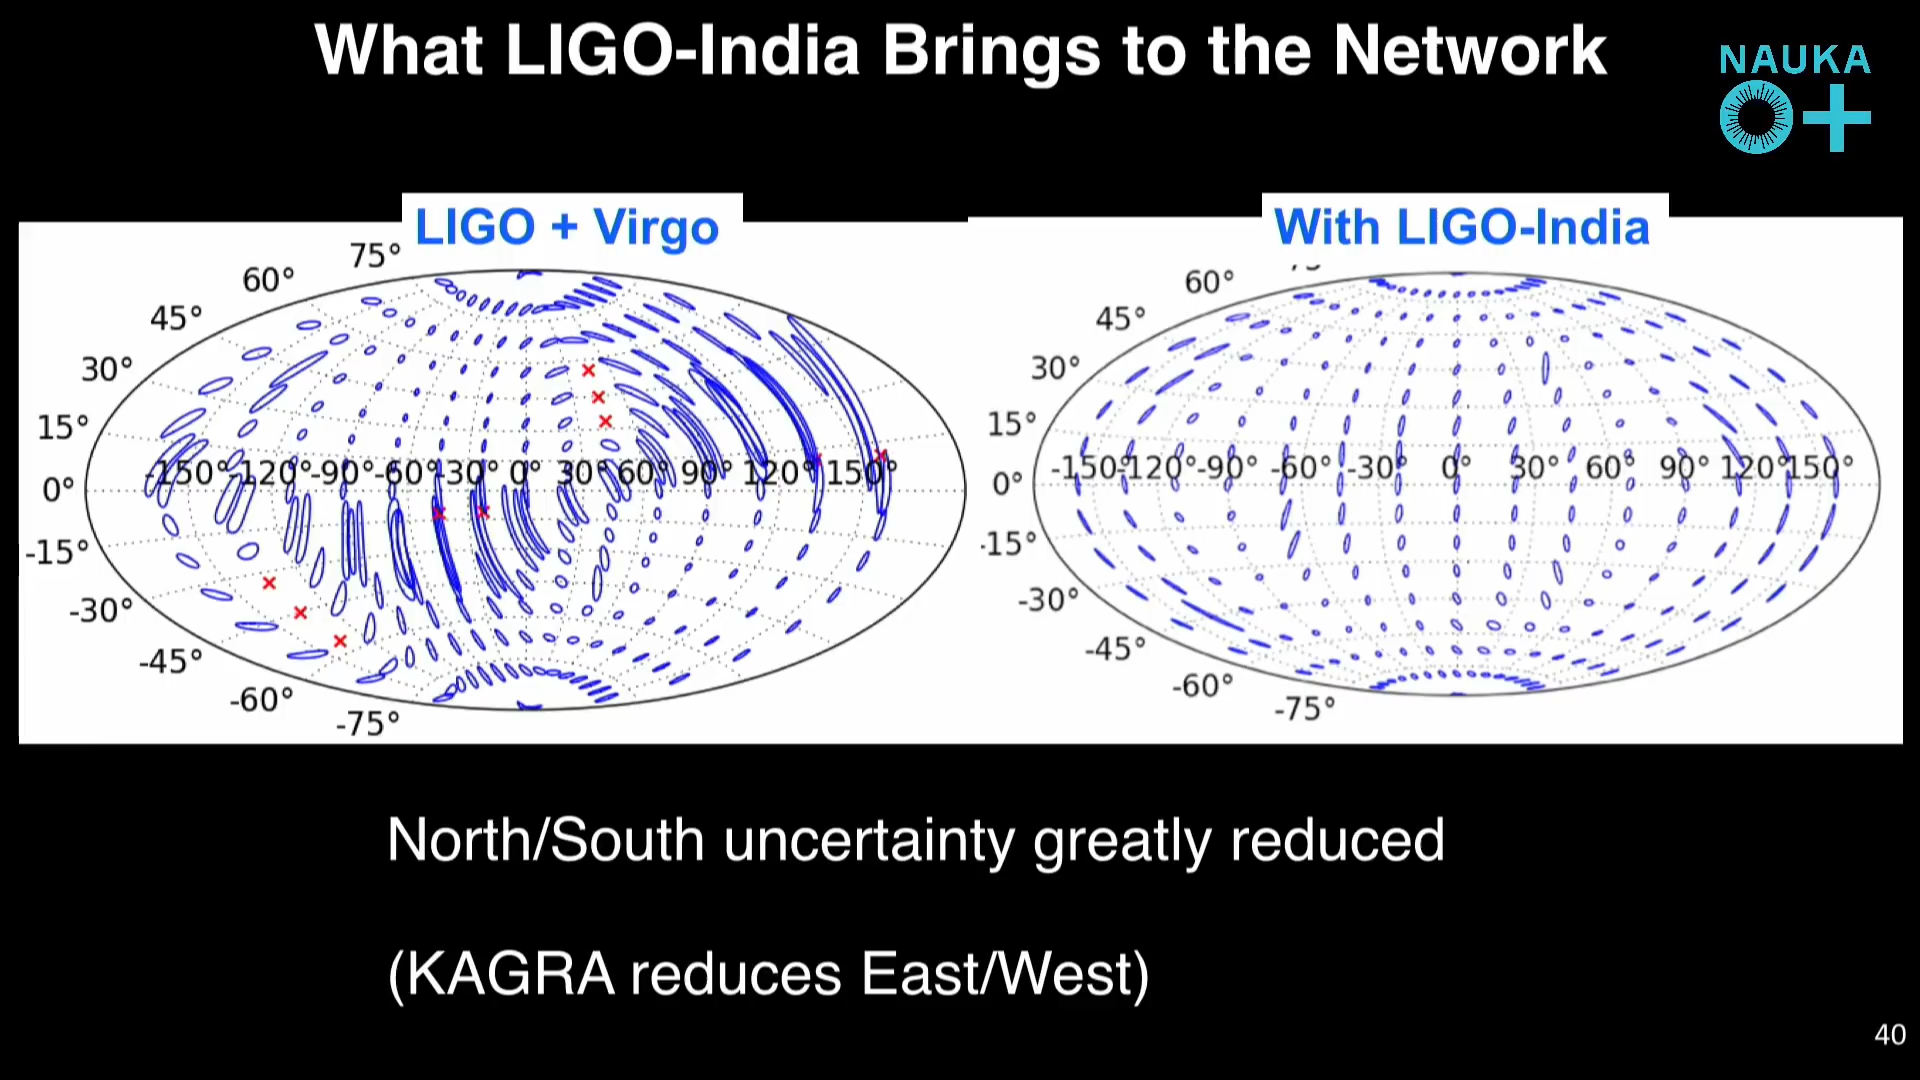 What LIGO-India Brings to the Network
NAUKA
0+
LIGO + Virgo
75°
60°
45°
30°
15°
0°
-15°
-30°
-45°
-60°
-75°
-150° -120° -90° -60° -30° 0° 30° 60° 90° 120° 150°
With LIGO-India
60°
45°
30°
15°
0°
-15°
-30°
-45°
-60°
-75°
-150° -120° -90° -60° -30° 0° 30° 60° 90° 120° 150°
North/South uncertainty greatly reduced
(KAGRA reduces East/West)
40